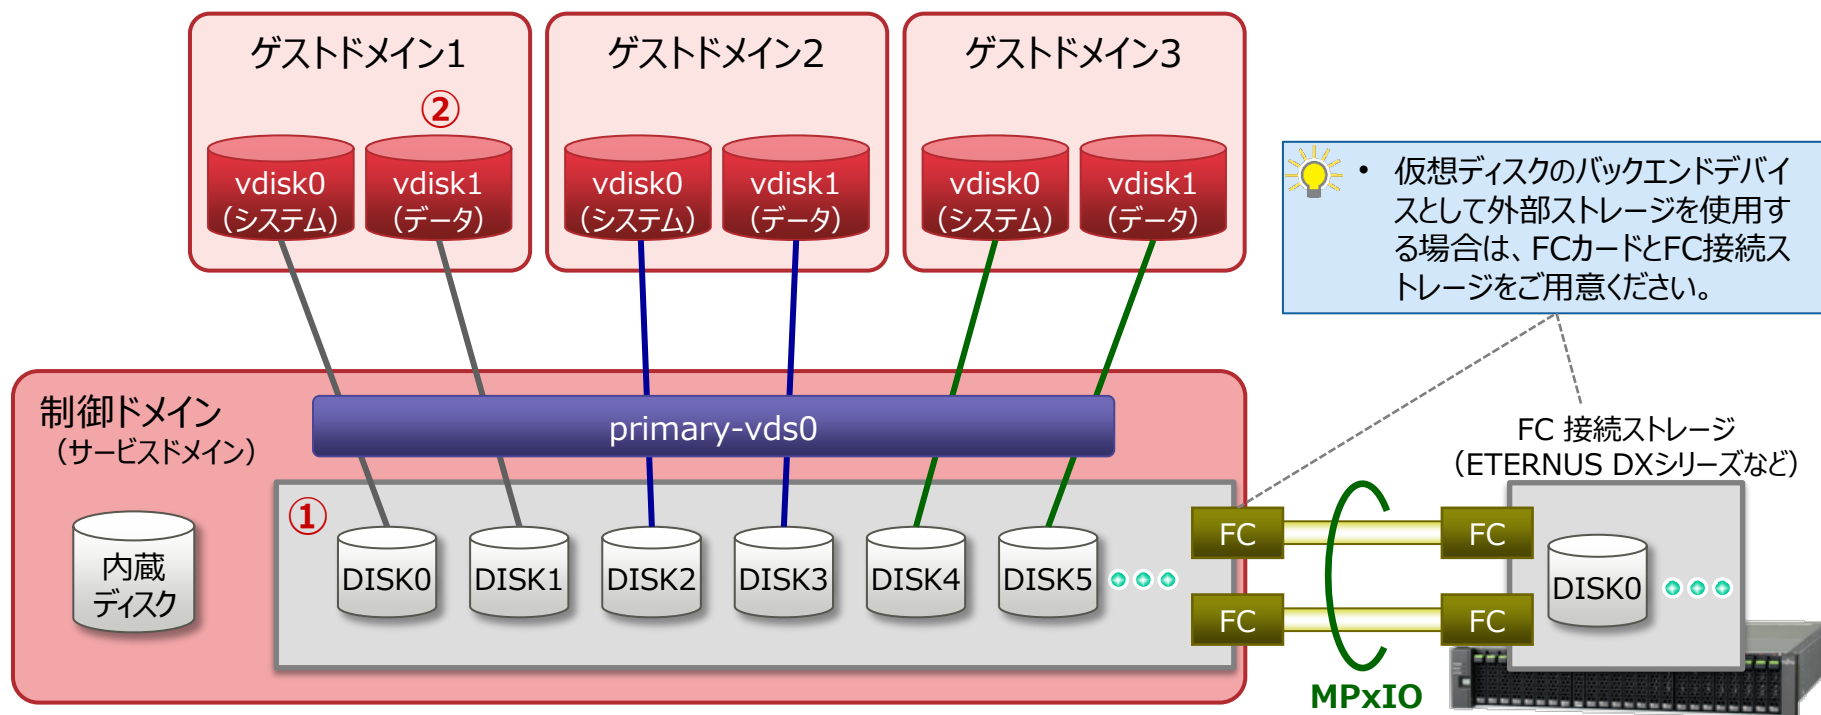 ゲストドメイン1
ゲストドメイン2
ゲストドメイン3
②
vdisk0
（システム）
vdisk1
（データ）
vdisk0
（システム）
vdisk1
（データ）
vdisk0
（システム）
vdisk1
（データ）
• 仮想ディスクのバックエンドデバイ
スとして外部ストレージを使用す
る場合は、FCカードとFC接続ス
トレージをご用意ください。
制御ドメイン
（サービスドメイン）
primary-vds0
FC 接続ストレージ
（ETERNUS DXシリーズなど）
①
内蔵
ディスク
DISK0
DISK1
DISK2
DISK3
DISK4
DISK5
FC
FC
FC
FC
DISK0
MPxIO